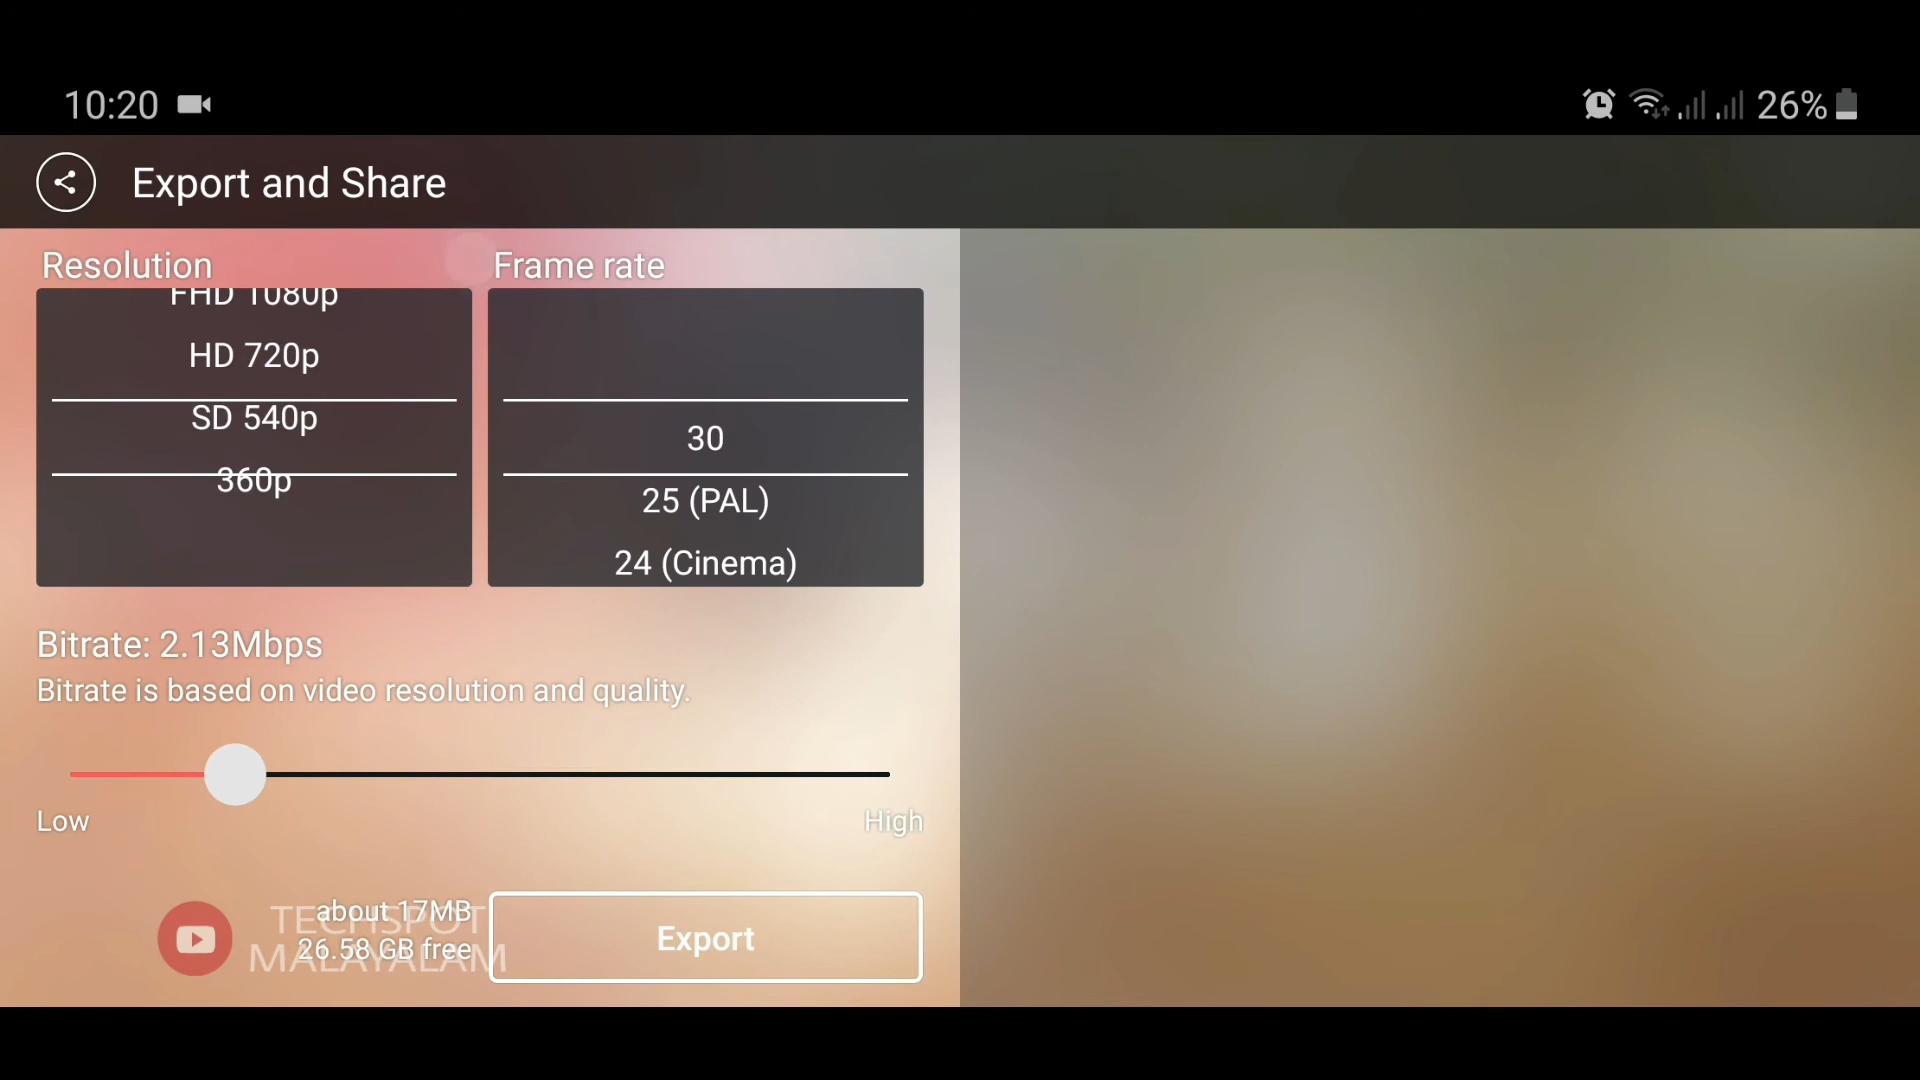 10:20
26%
Export and Share
Resolution
Frame rate
FHD 1080p
HD 720p
SD 540p
360p
30
25 (PAL)
24 (Cinema)
Bitrate: 2.13Mbps
Bitrate is based on video resolution and quality.
Low
High
about 17MB
26.58 GB free
TECHSPOT
MALAYALAM
Export